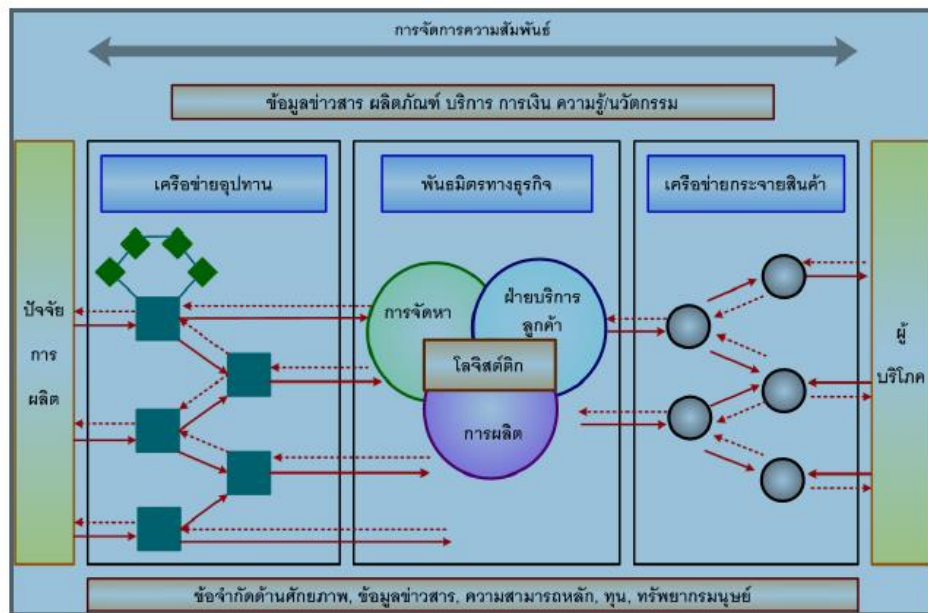 การจัดการความสัมพันธ์
ข้อมูลข่าวสาร ผลิตภัณฑ์ บริการ การเงิน ความรู้/นวัตกรรม
เครือข่ายอุปทาน
พันธมิตรทางธุรกิจ
เครือข่ายกระจายสินค้า
ปัจจัย
การ
ผลิต
การจัดหา
ฝ่ายบริการ
ลูกค้า
โลจิสต์ติก
การผลิต
ผู้
บริโภค
ข้อจำกัดด้านศักยภาพ, ข้อมูลข่าวสาร, ความสามารถหลัก, ทุน, ทรัพยากรมนุษย์